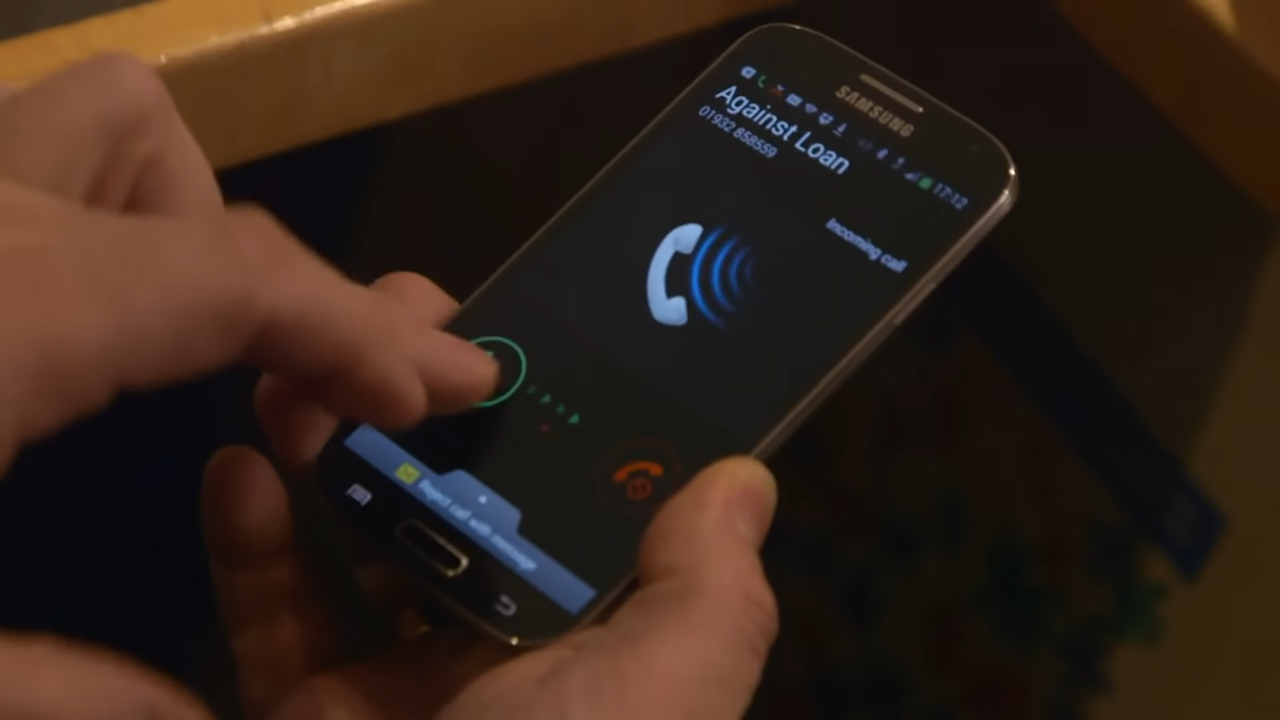 SAMSUNG
17:12
Against Loan
01932 858559
Incoming call
Reject call with message